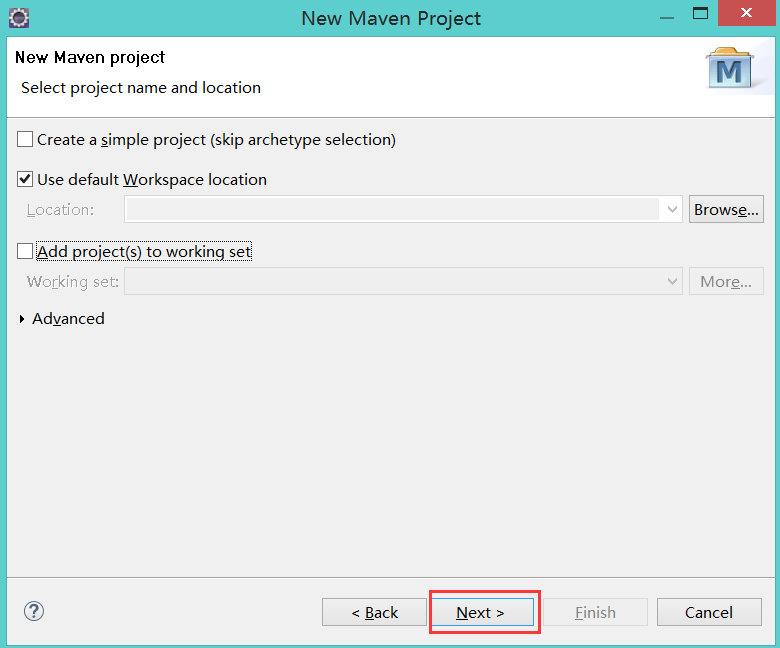 New Maven Project
New Maven project
Select project name and location
M
Create a simple project (skip archetype selection)
Use default Workspace location
Location:
Browse...
Add project(s) to working set
Working set:
More...
Advanced
?
< Back
Next >
Finish
Cancel